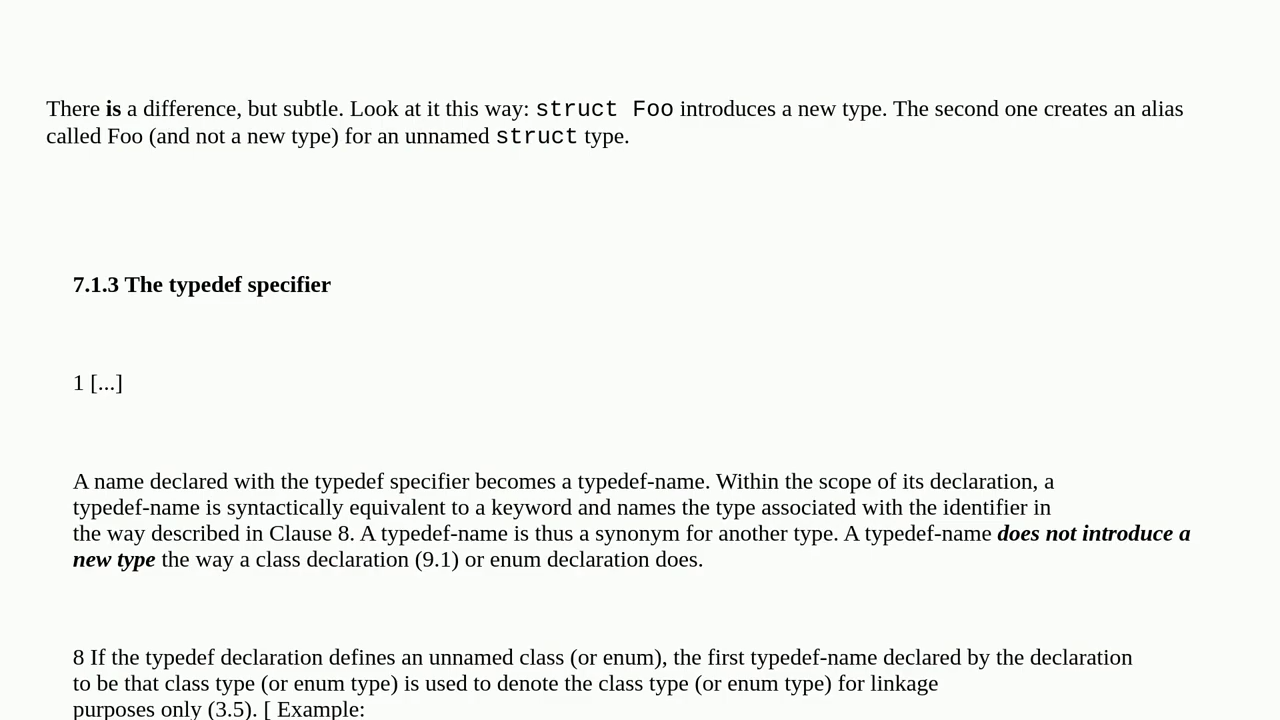 There is a difference, but subtle. Look at it this way: struct Foo introduces a new type. The second one creates an alias
called Foo (and not a new type) for an unnamed struct type.
7.1.3 The typedef specifier
1 [...]
A name declared with the typedef specifier becomes a typedef-name. Within the scope of its declaration, a
typedef-name is syntactically equivalent to a keyword and names the type associated with the identifier in
the way described in Clause 8. A typedef-name is thus a synonym for another type. A typedef-name does not introduce a
new type the way a class declaration (9.1) or enum declaration does.
8 If the typedef declaration defines an unnamed class (or enum), the first typedef-name declared by the declaration
to be that class type (or enum type) is used to denote the class type (or enum type) for linkage
purposes only (3.5). [ Example: